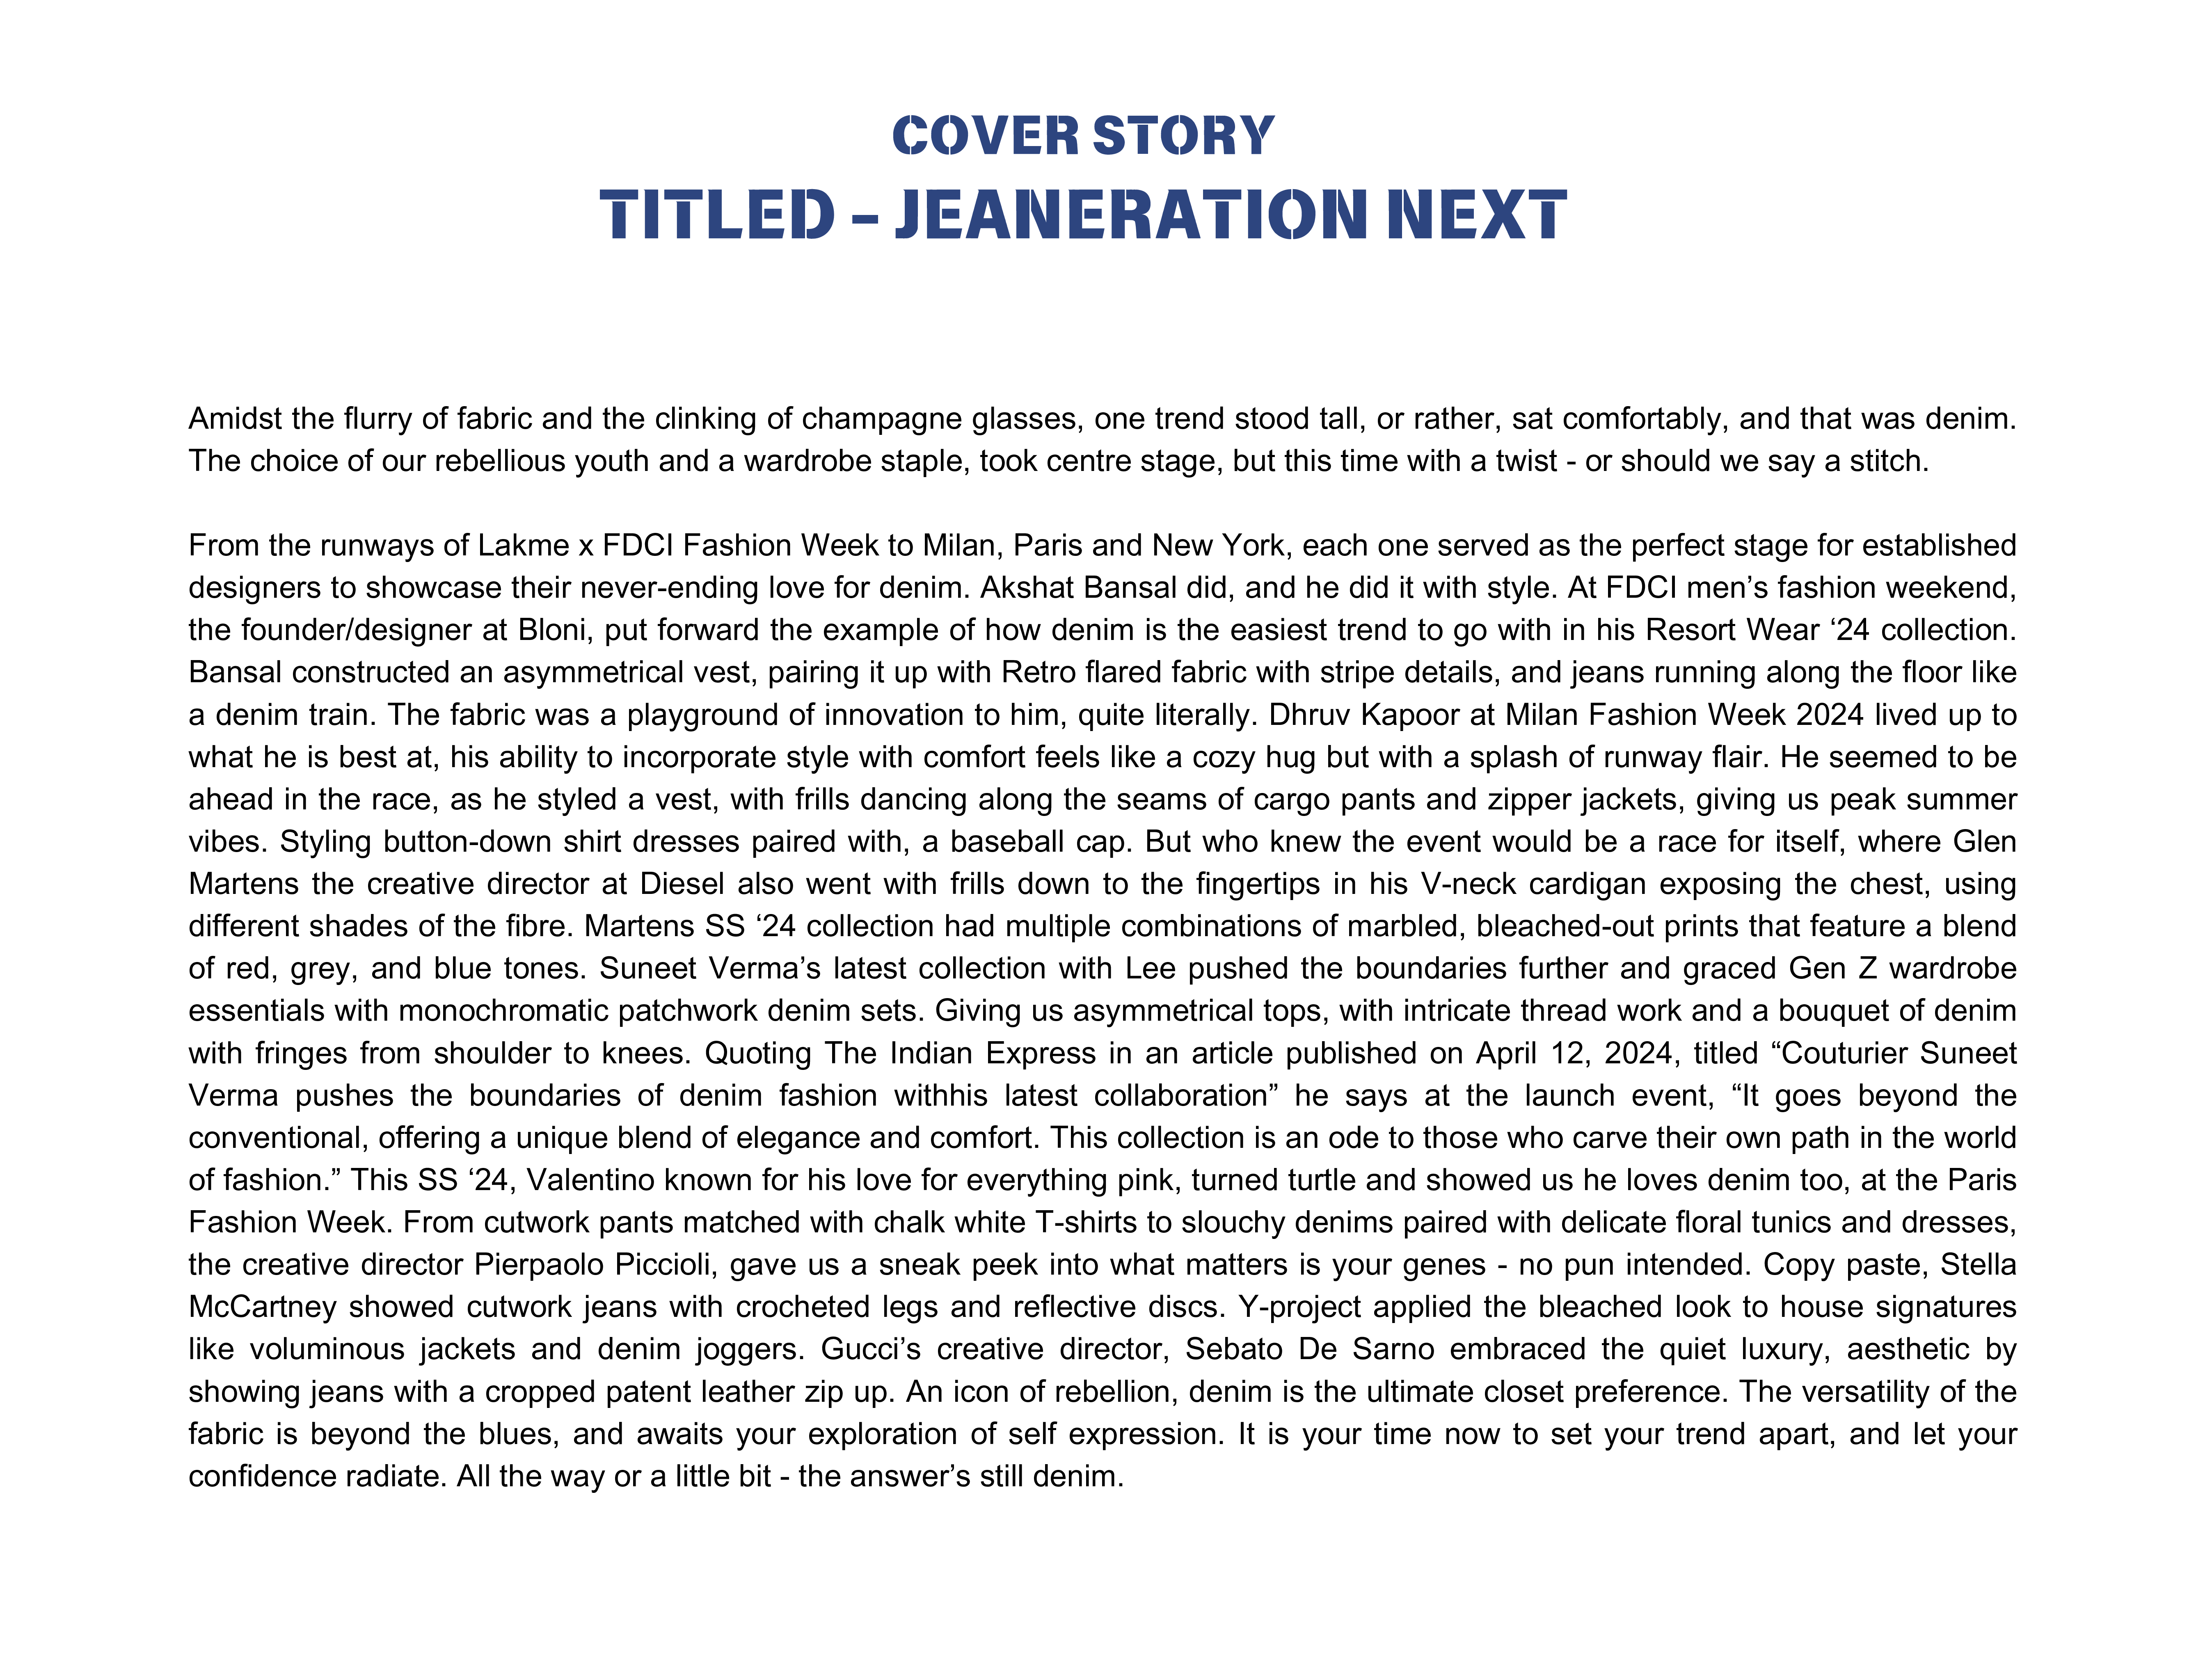 COVER STORY
TITLED – JEANERATION NEXT
Amidst the flurry of fabric and the clinking of champagne glasses, one trend stood tall, or rather, sat comfortably, and that was denim.
The choice of our rebellious youth and a wardrobe staple, took centre stage, but this time with a twist - or should we say a stitch.
From the runways of Lakme x FDCI Fashion Week to Milan, Paris and New York, each one served as the perfect stage for established
designers to showcase their never-ending love for denim. Akshat Bansal did, and he did it with style. At FDCI men’s fashion weekend,
the founder/designer at Bloni, put forward the example of how denim is the easiest trend to go with in his Resort Wear ‘24 collection.
Bansal constructed an asymmetrical vest, pairing it up with Retro flared fabric with stripe details, and jeans running along the floor like
a denim train. The fabric was a playground of innovation to him, quite literally. Dhruv Kapoor at Milan Fashion Week 2024 lived up to
what he is best at, his ability to incorporate style with comfort feels like a cozy hug but with a splash of runway flair. He seemed to be
ahead in the race, as he styled a vest, with frills dancing along the seams of cargo pants and zipper jackets, giving us peak summer
vibes. Styling button-down shirt dresses paired with, a baseball cap. But who knew the event would be a race for itself, where Glen
Martens the creative director at Diesel also went with frills down to the fingertips in his V-neck cardigan exposing the chest, using
different shades of the fibre. Martens SS ‘24 collection had multiple combinations of marbled, bleached-out prints that feature a blend
of red, grey, and blue tones. Suneet Verma’s latest collection with Lee pushed the boundaries further and graced Gen Z wardrobe
essentials with monochromatic patchwork denim sets. Giving us asymmetrical tops, with intricate thread work and a bouquet of denim
with fringes from shoulder to knees. Quoting The Indian Express in an article published on April 12, 2024, titled “Couturier Suneet
Verma pushes the boundaries of denim fashion withhis latest collaboration” he says at the launch event, “It goes beyond the
conventional, offering a unique blend of elegance and comfort. This collection is an ode to those who carve their own path in the world
of fashion.” This SS ‘24, Valentino known for his love for everything pink, turned turtle and showed us he loves denim too, at the Paris
Fashion Week. From cutwork pants matched with chalk white T-shirts to slouchy denims paired with delicate floral tunics and dresses,
the creative director Pierpaolo Piccioli, gave us a sneak peek into what matters is your genes - no pun intended. Copy paste, Stella
McCartney showed cutwork jeans with crocheted legs and reflective discs. Y-project applied the bleached look to house signatures
like voluminous jackets and denim joggers. Gucci’s creative director, Sebato De Sarno embraced the quiet luxury, aesthetic by
showing jeans with a cropped patent leather zip up. An icon of rebellion, denim is the ultimate closet preference. The versatility of the
fabric is beyond the blues, and awaits your exploration of self expression. It is your time now to set your trend apart, and let your
confidence radiate. All the way or a little bit - the answer’s still denim.